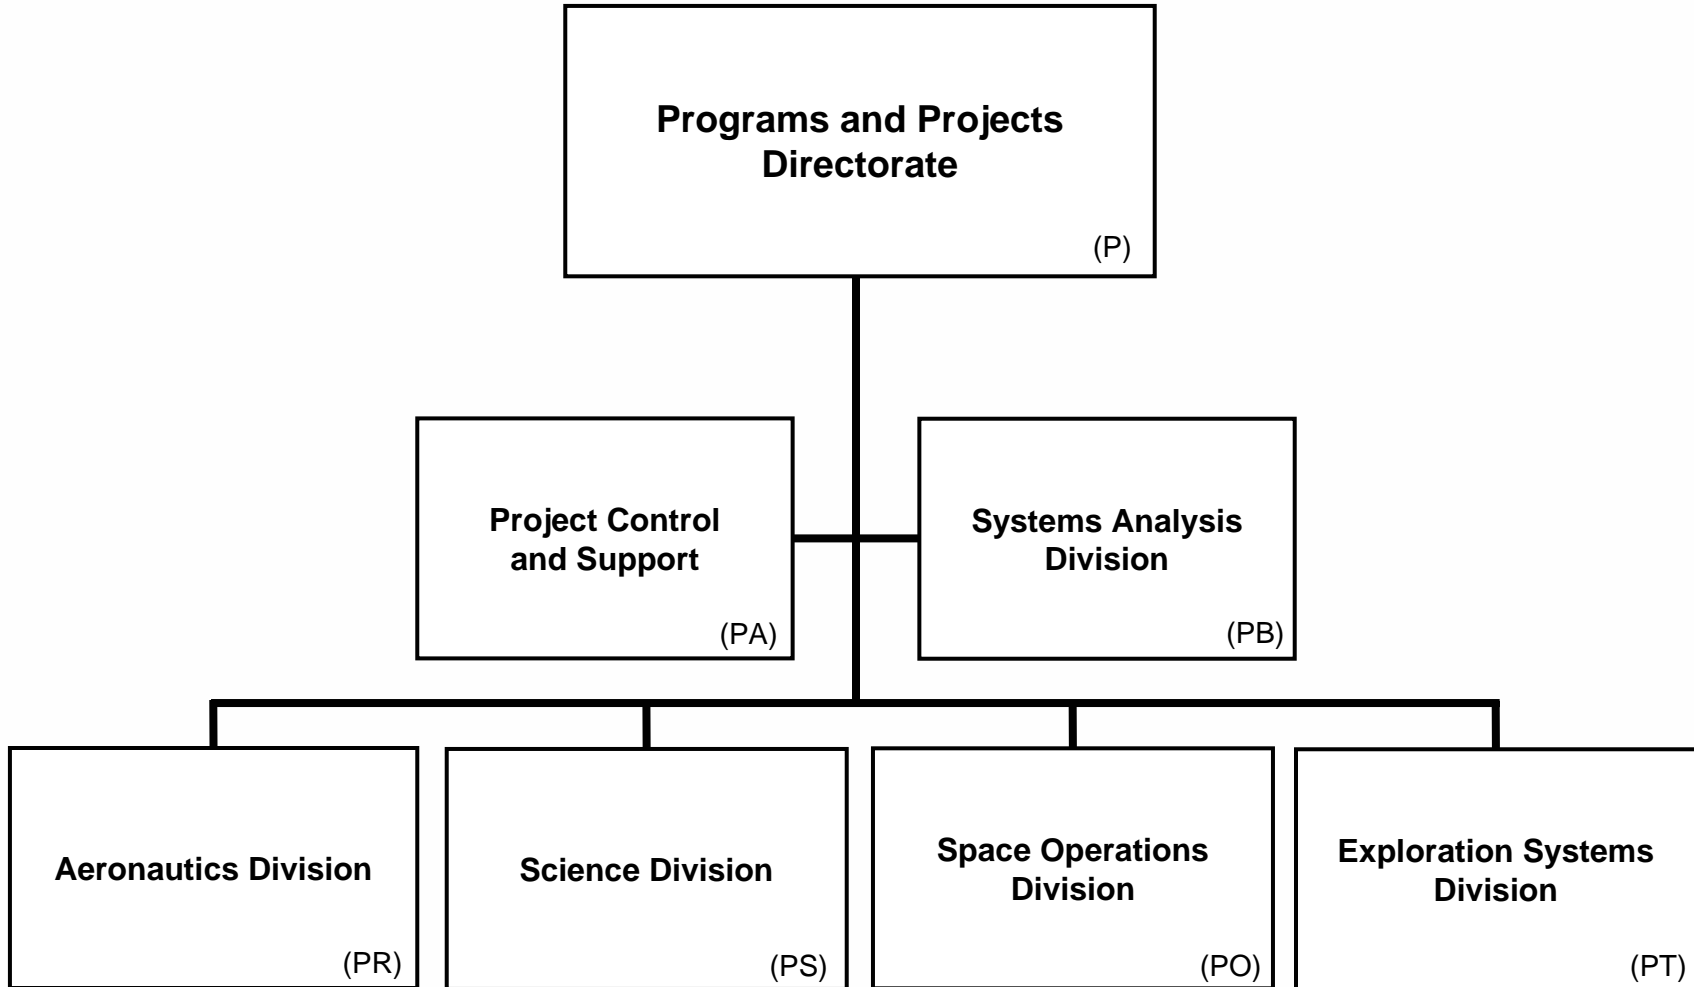 Programs and Projects
Directorate
(P)
Project Control
and Support
(PA)
Systems Analysis
Division
(PB)
Aeronautics Division
(PR)
Science Division
(PS)
Space Operations
Division
(PO)
Exploration Systems
Division
(PT)